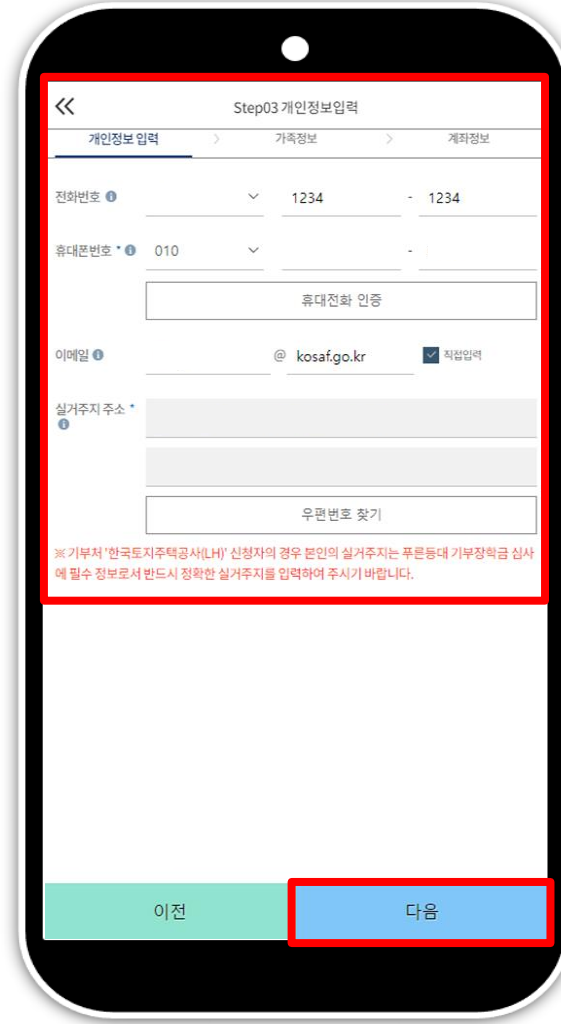 Step03 개인정보입력
개인정보 입력 > 가족정보 > 계좌정보
전화번호 1234 - 1234
휴대폰번호 * 010 -
휴대전화 인증
이메일 @ kosaf.go.kr 직접입력
실거주지 주소 *
우편번호 찾기
※ 기부처 '한국토지주택공사(LH)' 신청자의 경우 본인의 실거주지는 푸른등대 기부장학금 심사
에 필수 정보로서 반드시 정확한 실거주지를 입력하여 주시기 바랍니다.
이전 다음